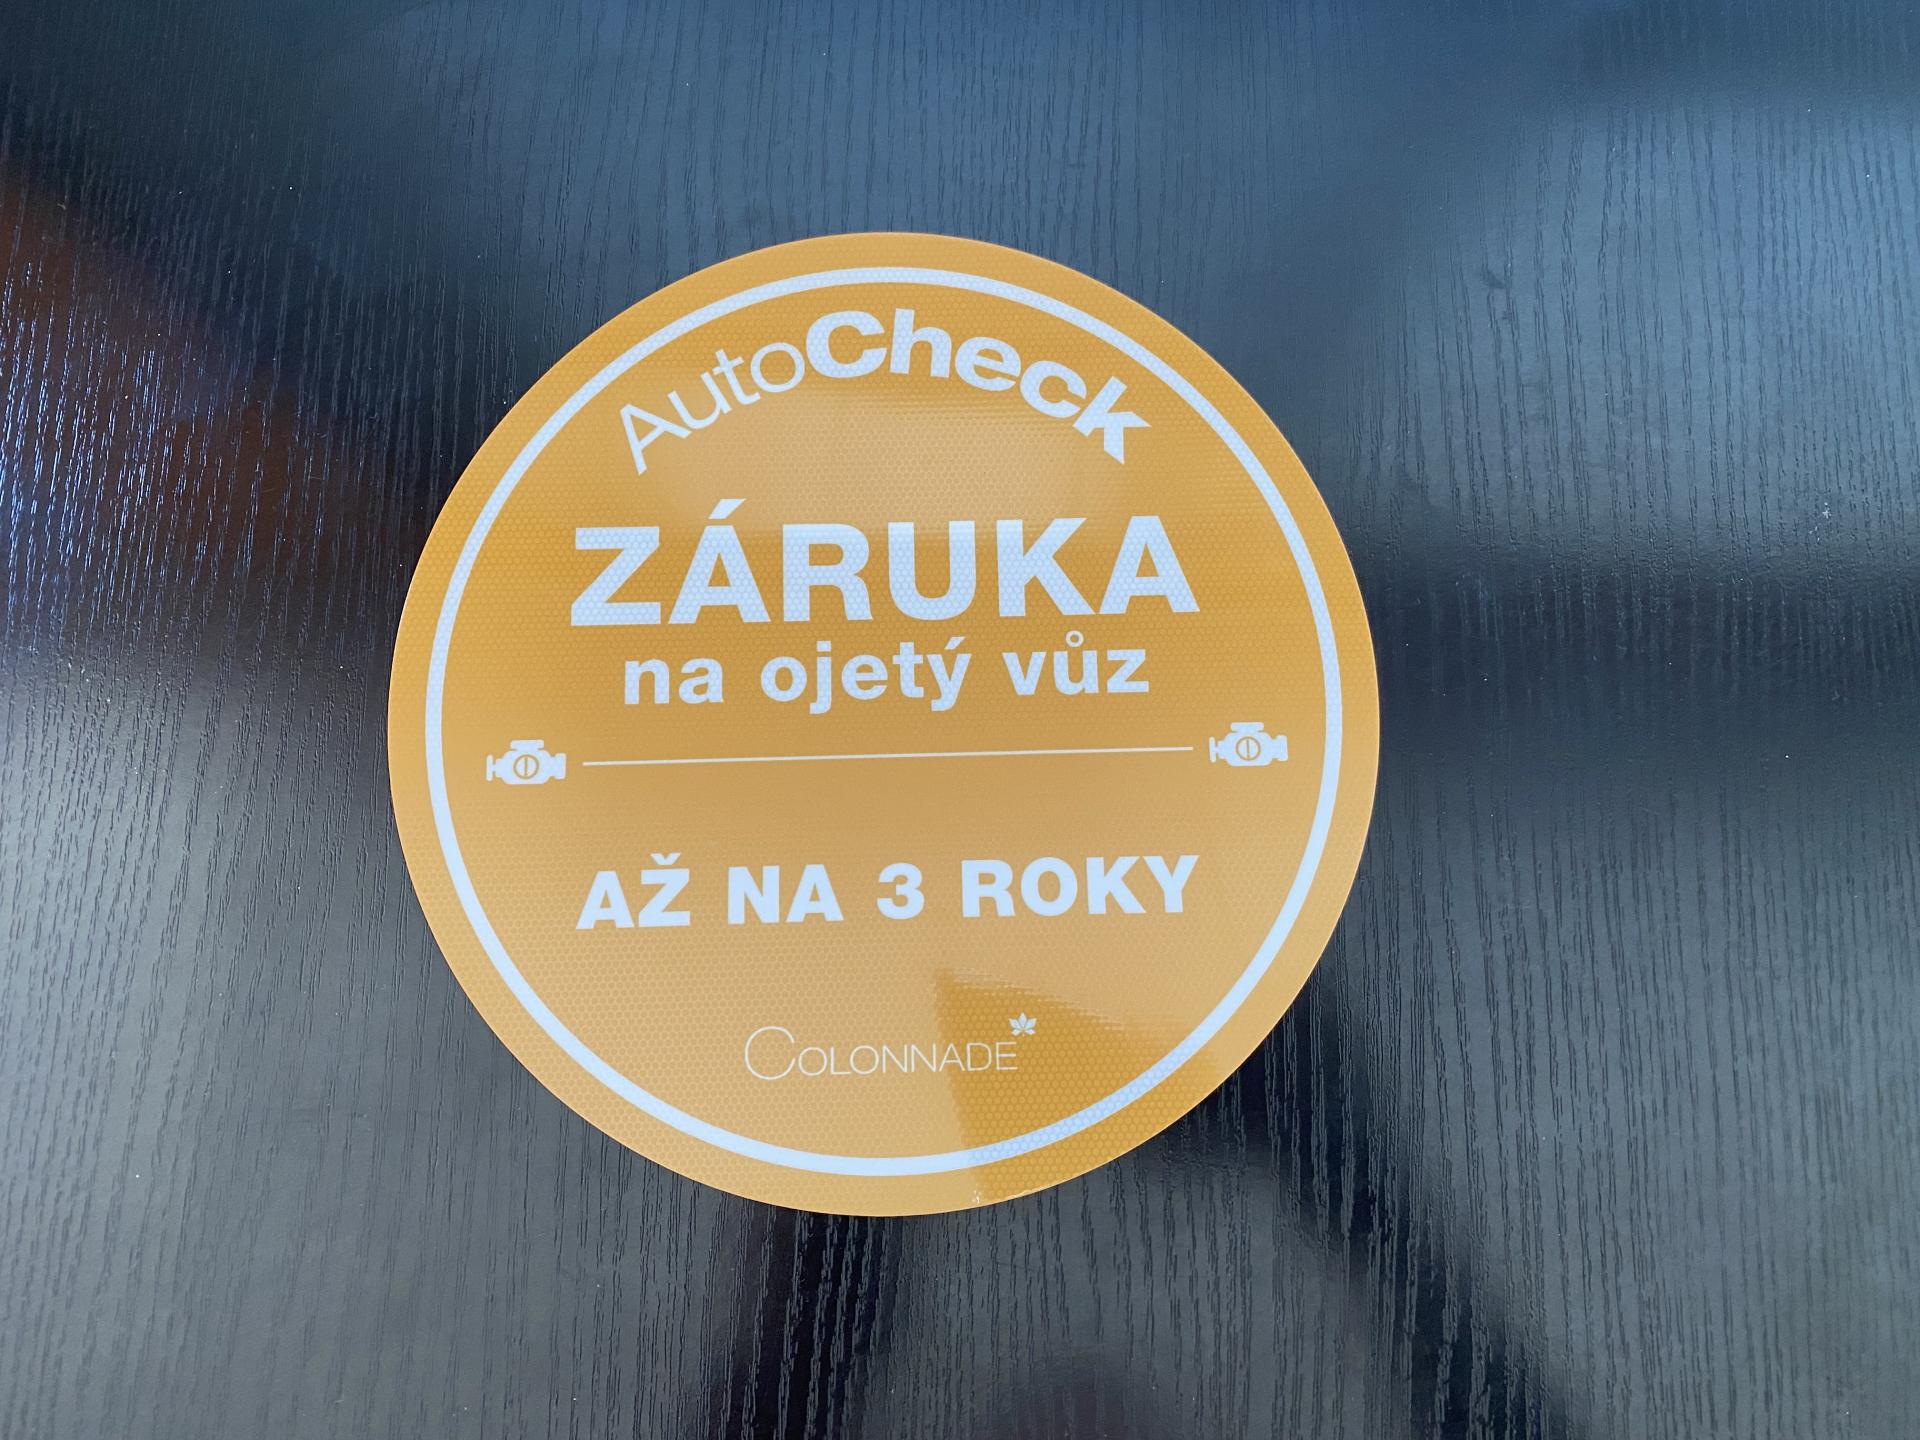 AutoCheck
ZÁRUKA
na ojetý vůz
AŽ NA 3 ROKY
COLONNADE